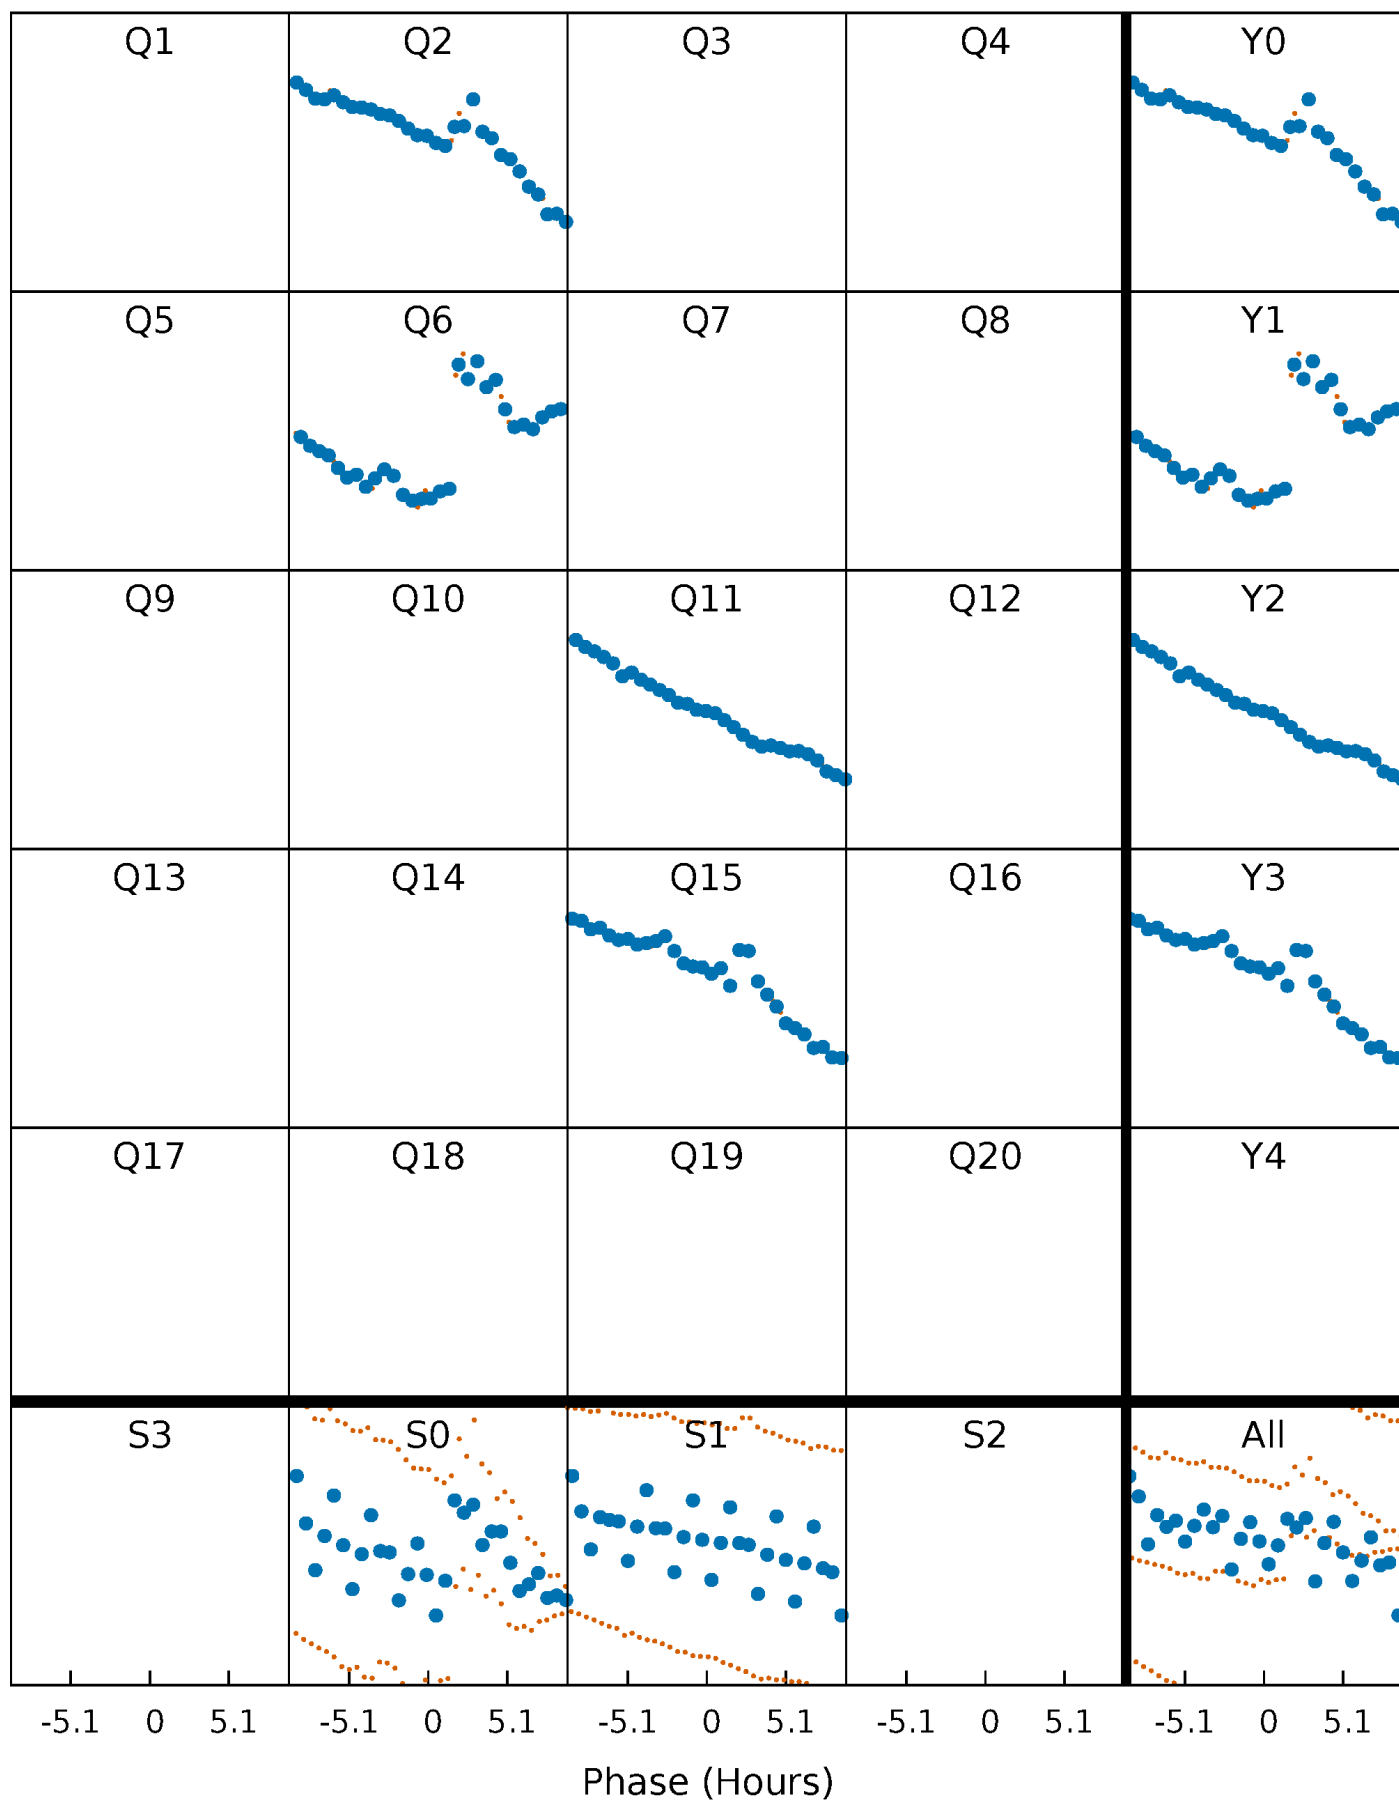 Q1 Q2 Q3 Q4 Y0
Q5 Q6 Q7 Q8 Y1
Q9 Q10 Q11 Q12 Y2
Q13 Q14 Q15 Q16 Y3
Q17 Q18 Q19 Q20 Y4
S3 S0 S1 S2 All
-5.1 0 5.1 -5.1 0 5.1 -5.1 0 5.1 -5.1 0 5.1 -5.1 0 5.1
Phase (Hours)